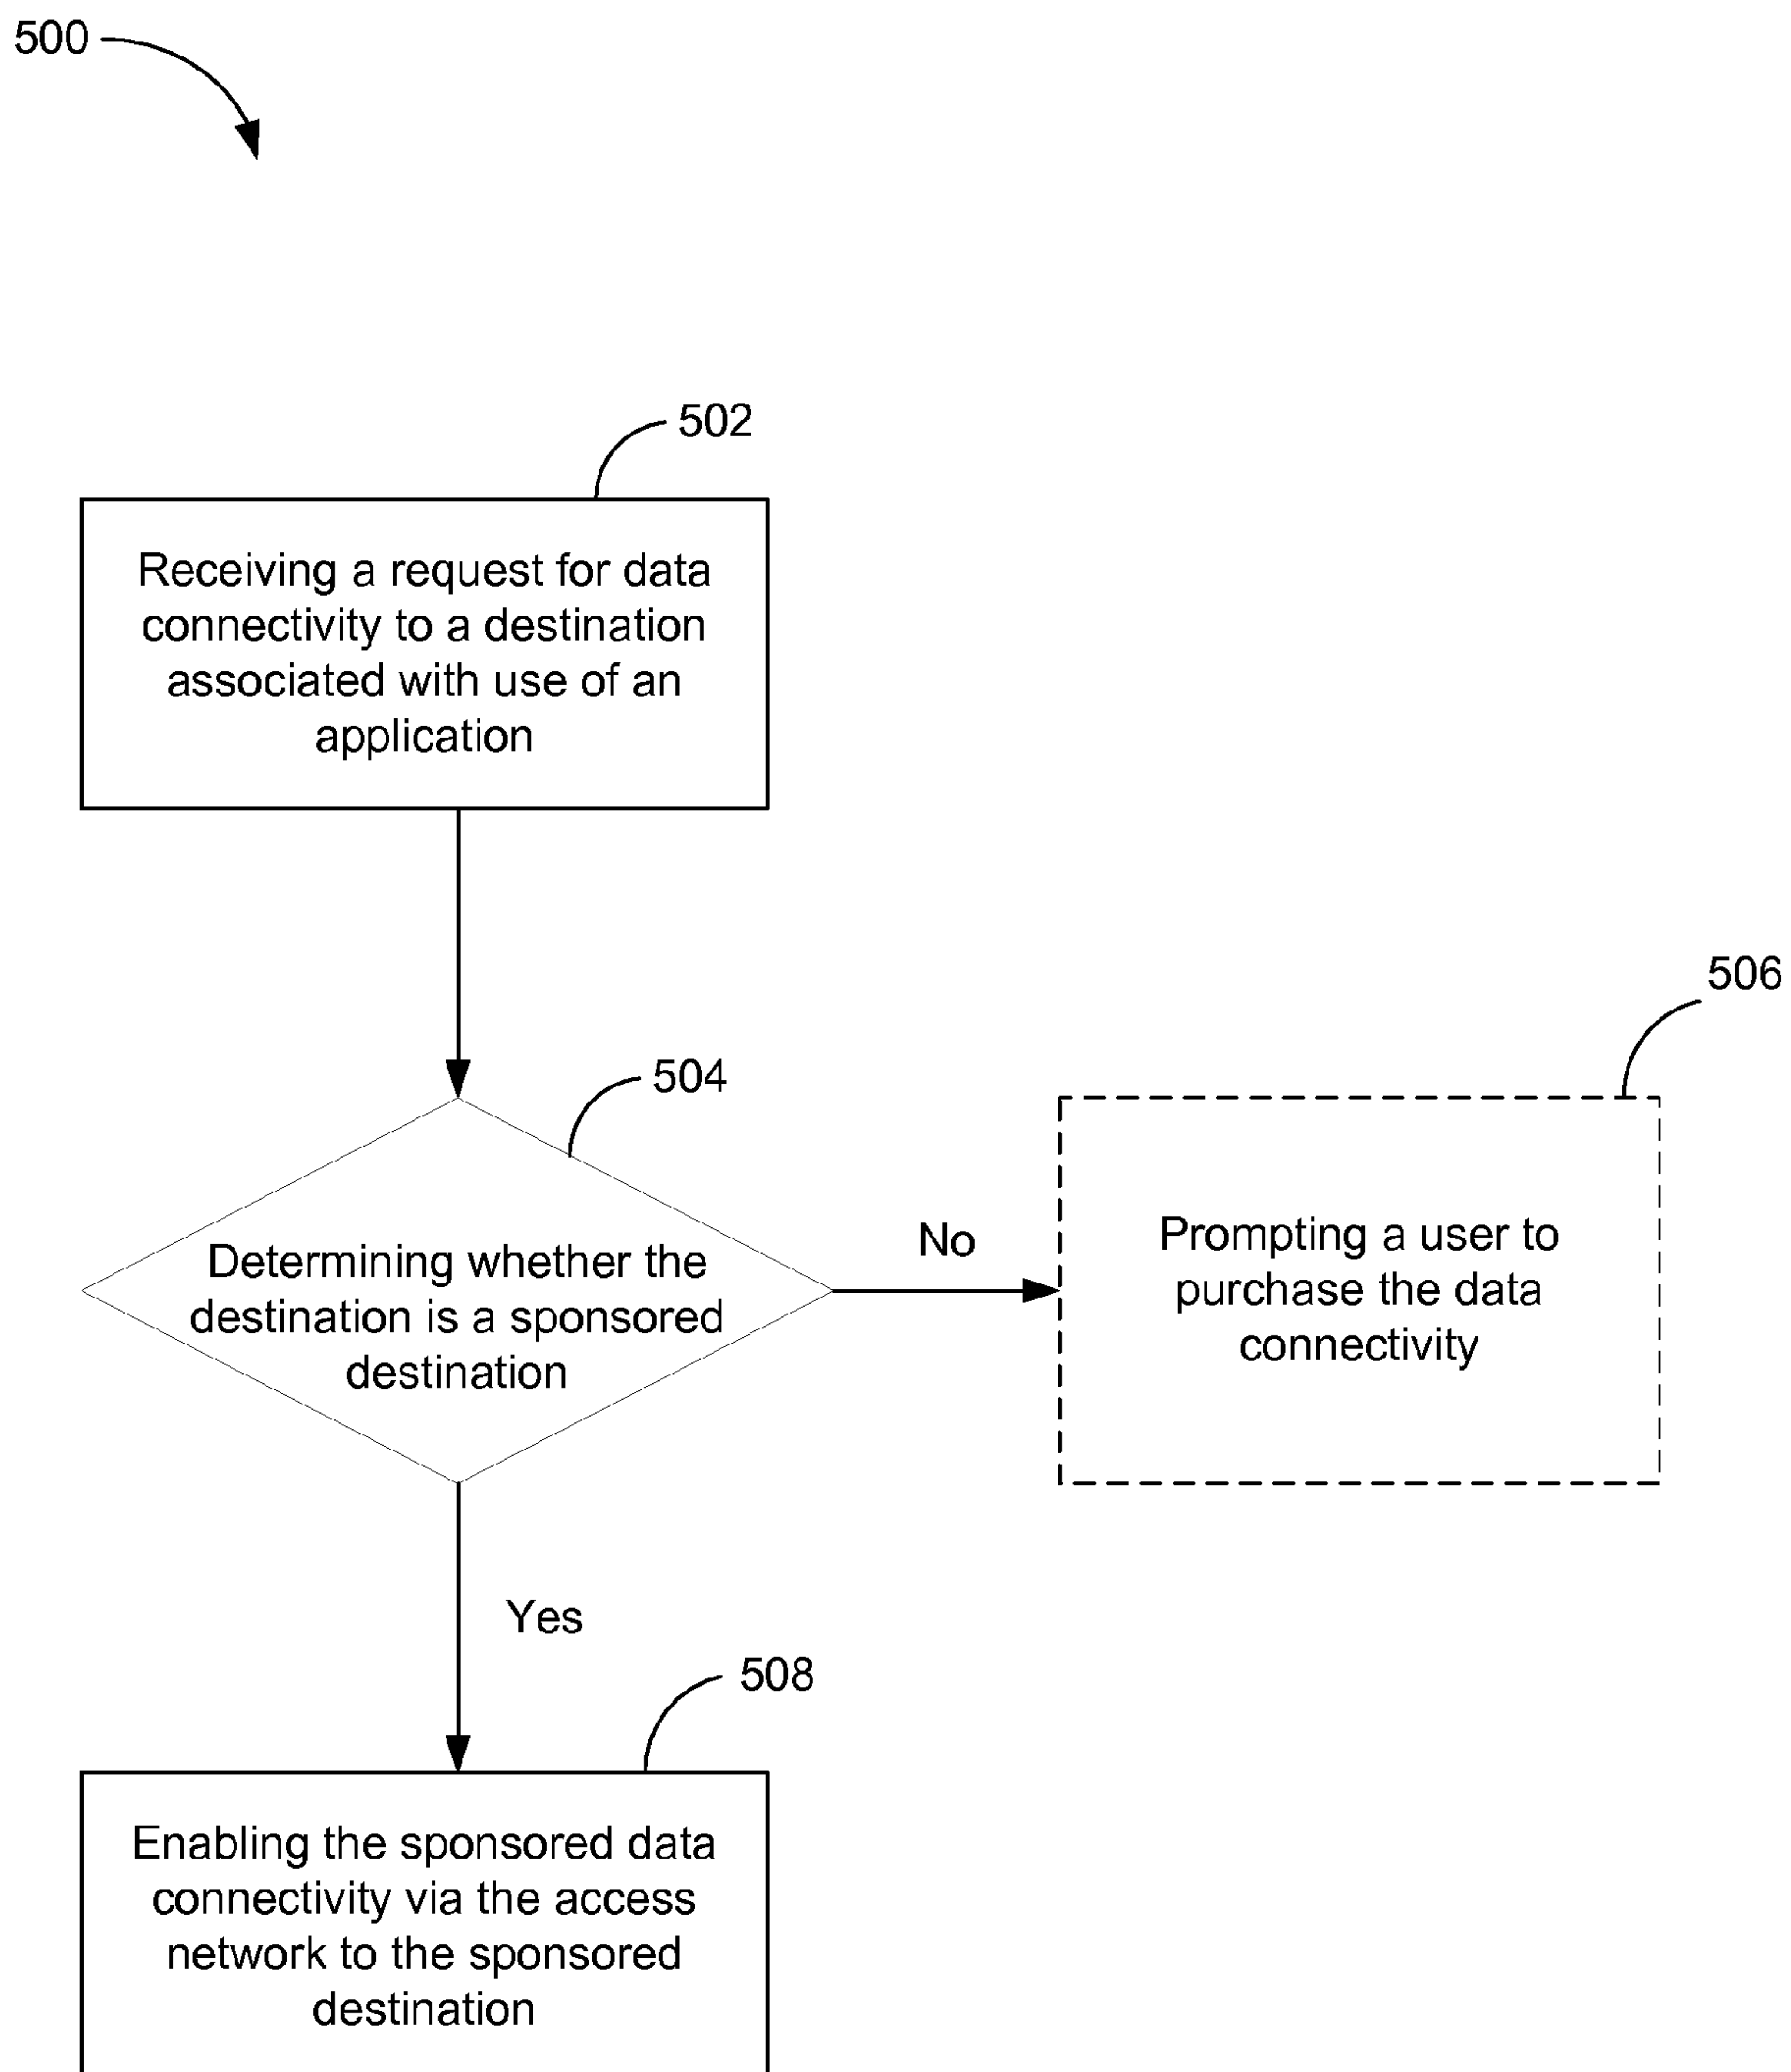 500
502
Receiving a request for data
connectivity to a destination
associated with use of an
application
506
504
Determining whether the
destination is a sponsored
destination
No
Prompting a user to
purchase the data
connectivity
Yes
508
Enabling the sponsored data
connectivity via the access
network to the sponsored
destination